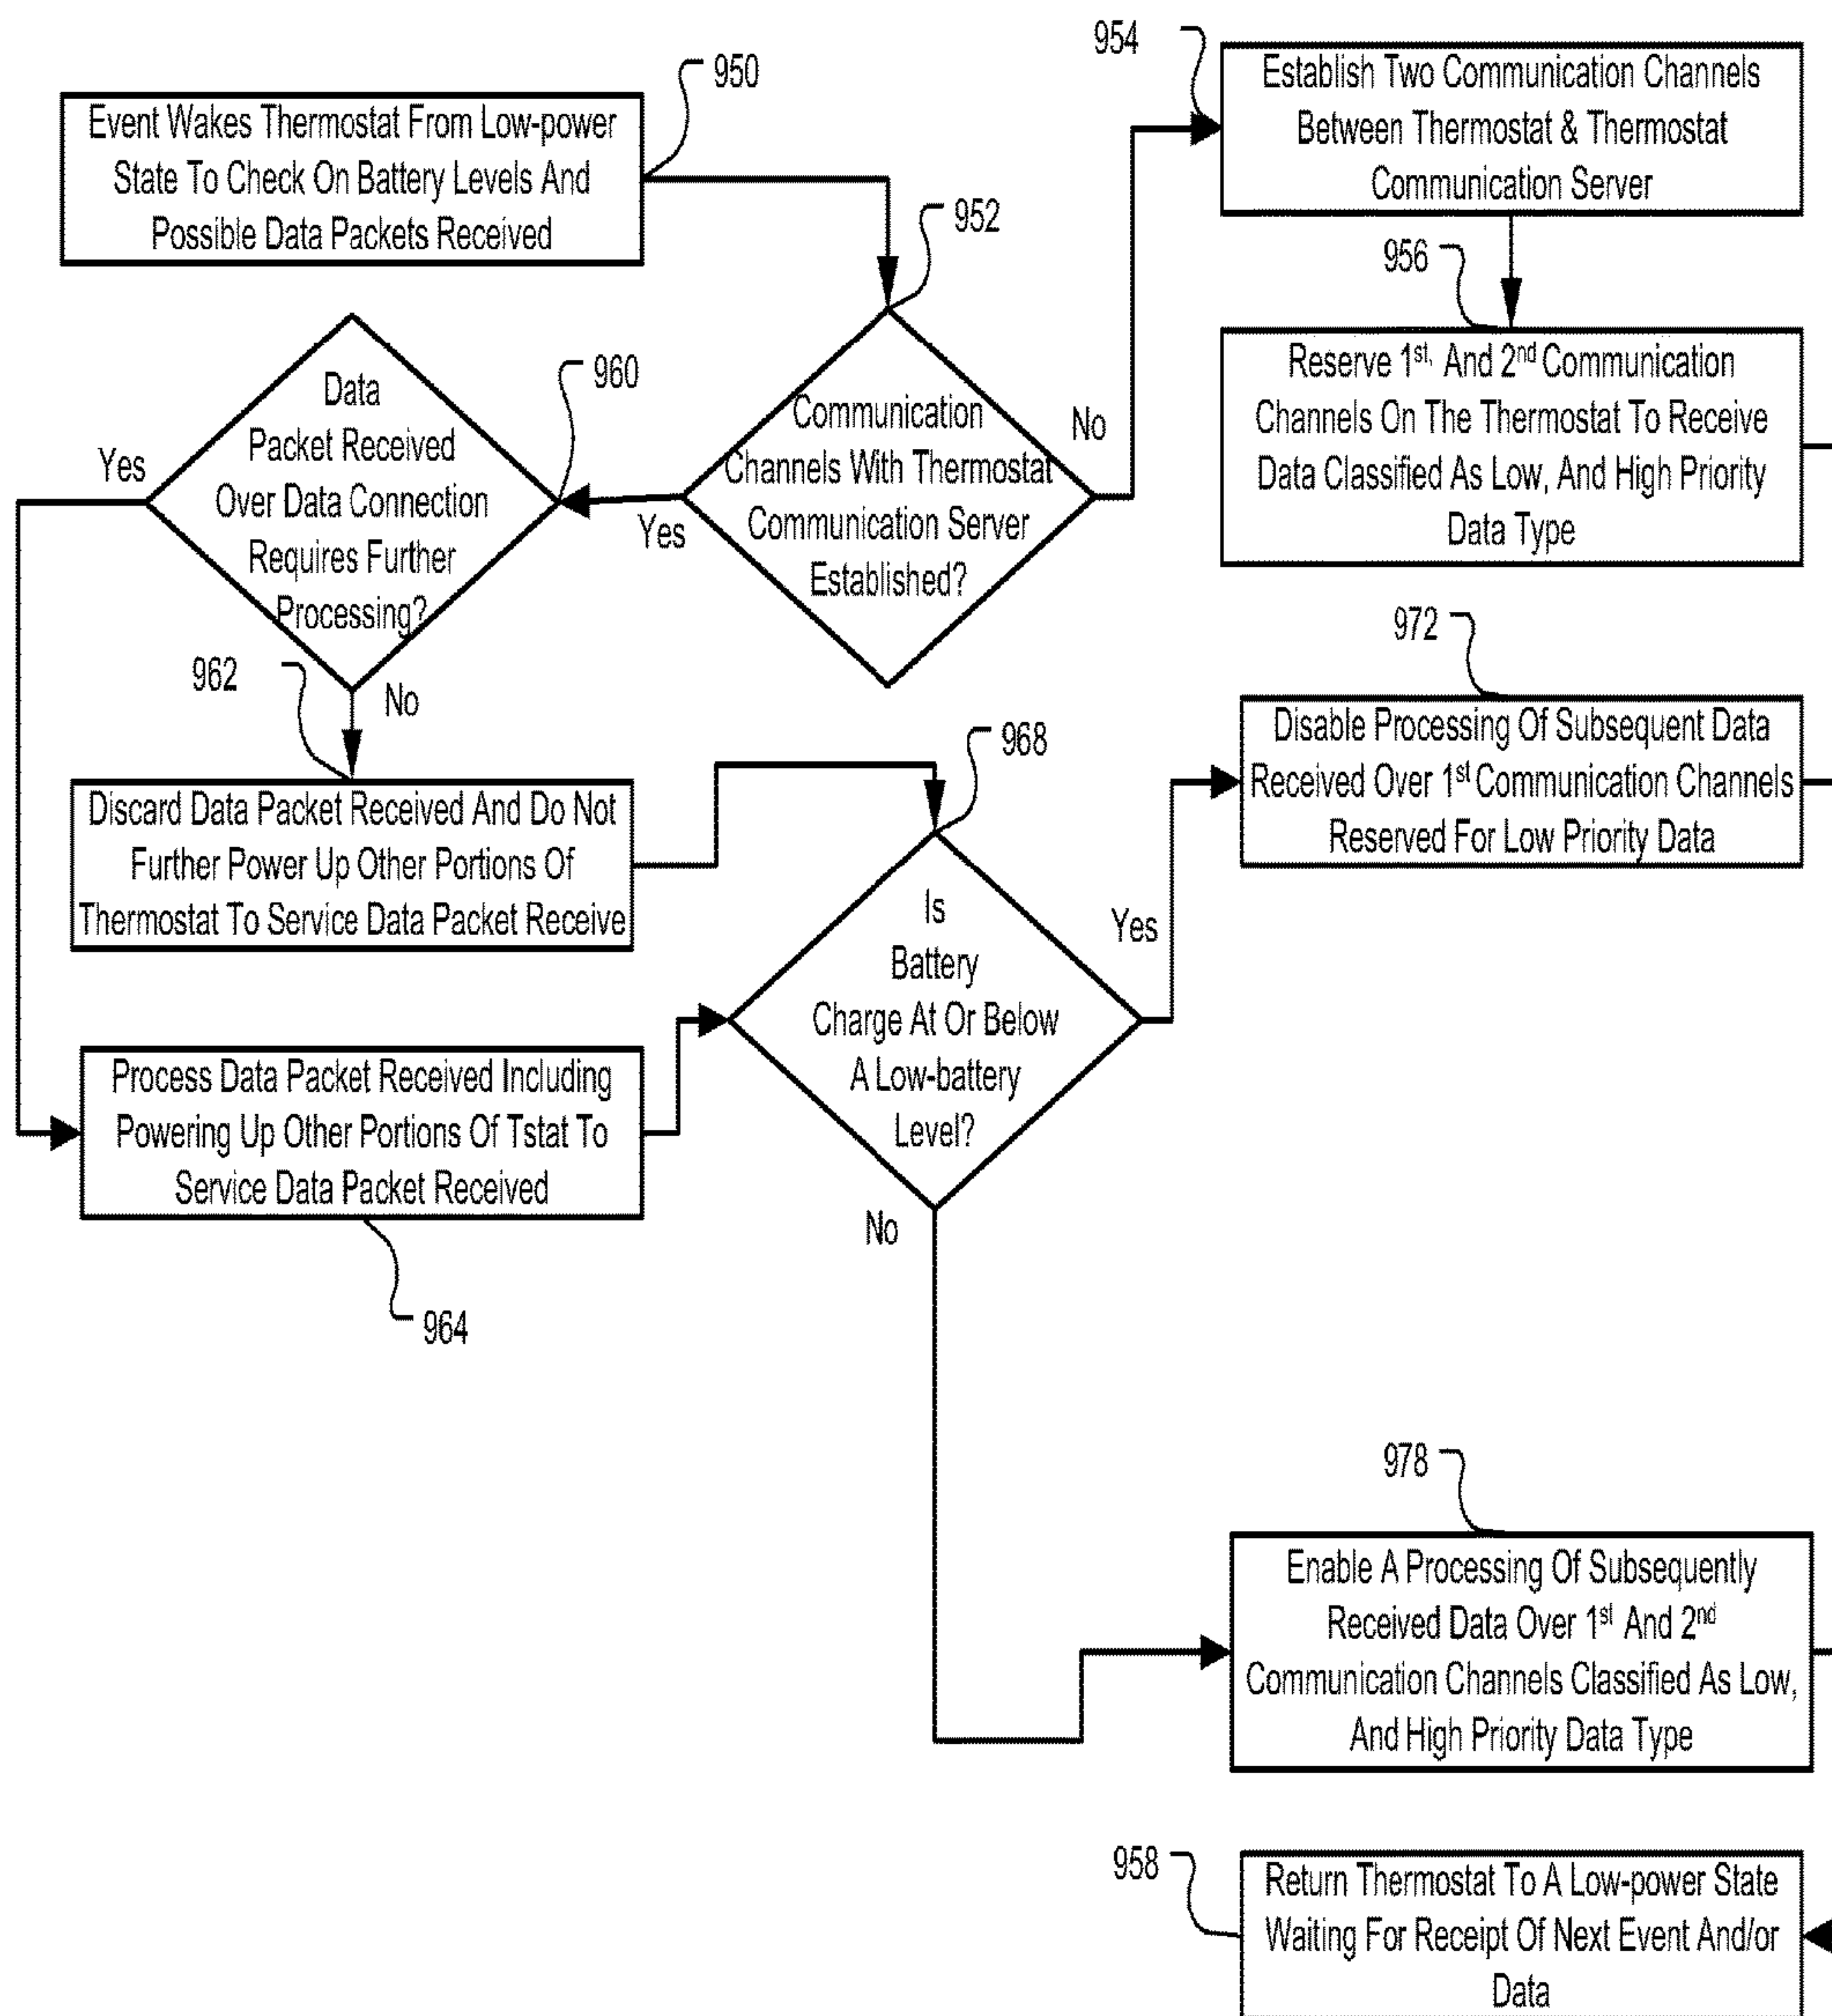 950
Event Wakes Thermostat From Low-power
State To Check On Battery Levels And
Possible Data Packets Received
952
Communication
Channels With Thermostat
Communication Server
Established?
No
Yes
954
Establish Two Communication Channels
Between Thermostat & Thermostat
Communication Server
956
Reserve 1st, And 2nd Communication
Channels On The Thermostat To Receive
Data Classified As Low, And High Priority
Data Type
960
Data
Packet Received
Over Data Connection
Requires Further
Processing?
Yes
No
962
Discard Data Packet Received And Do Not
Further Power Up Other Portions Of
Thermostat To Service Data Packet Receive
Process Data Packet Received Including
Powering Up Other Portions Of Tstat To
Service Data Packet Received
964
968
Is
Battery
Charge At Or Below
A Low-battery
Level?
Yes
No
972
Disable Processing Of Subsequent Data
Received Over 1st Communication Channels
Reserved For Low Priority Data
978
Enable A Processing Of Subsequently
Received Data Over 1st And 2nd
Communication Channels Classified As Low,
And High Priority Data Type
958
Return Thermostat To A Low-power State
Waiting For Receipt Of Next Event And/or
Data